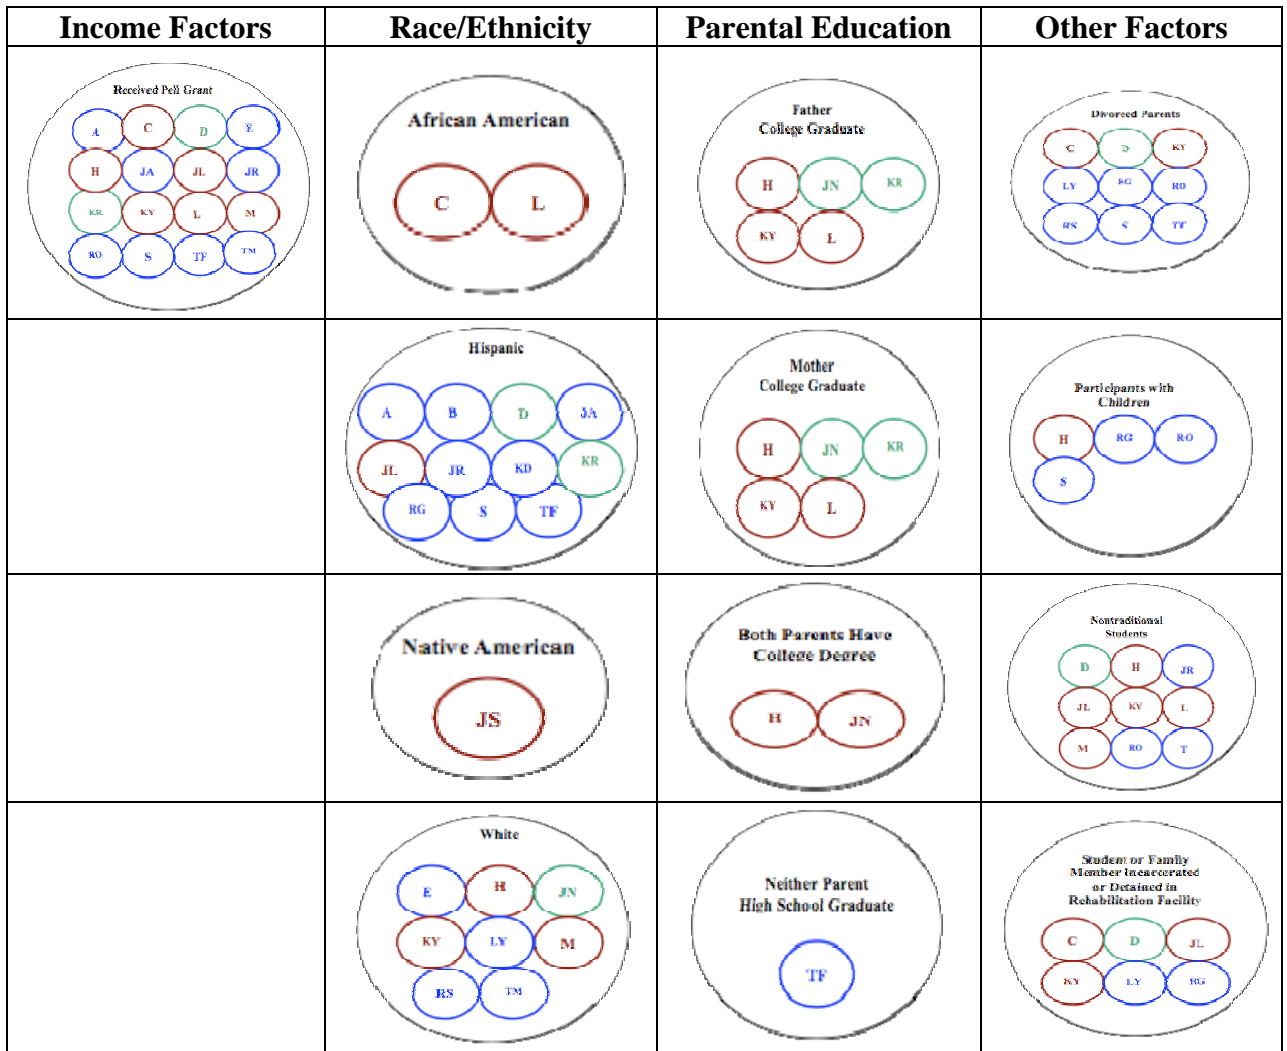 Income Factors
Race/Ethnicity
Parental Education
Other Factors
Received Pell Grant
A C D E
H JA JL JR
KR KY L M
RO S TF TM
African American
C L
Father
College Graduate
H JN KR
KY L
Divorced Parents
C D KY
LY RG RO
RS S TF
Hispanic
A B D JA
JL JR KD KR
RG S TF
Mother
College Graduate
H JN KR
KY L
Participants with
Children
H RG RO
S
Native American
JS
Both Parents Have
College Degree
H JN
Nontraditional
Students
D H JR
JL KY L
M RO T
White
E H JN
KY LY M
RS TM
Neither Parent
High School Graduate
TF
Student or Family
Member Incarcerated
or Detained in
Rehabilitation Facility
C D JL
KY LY RG